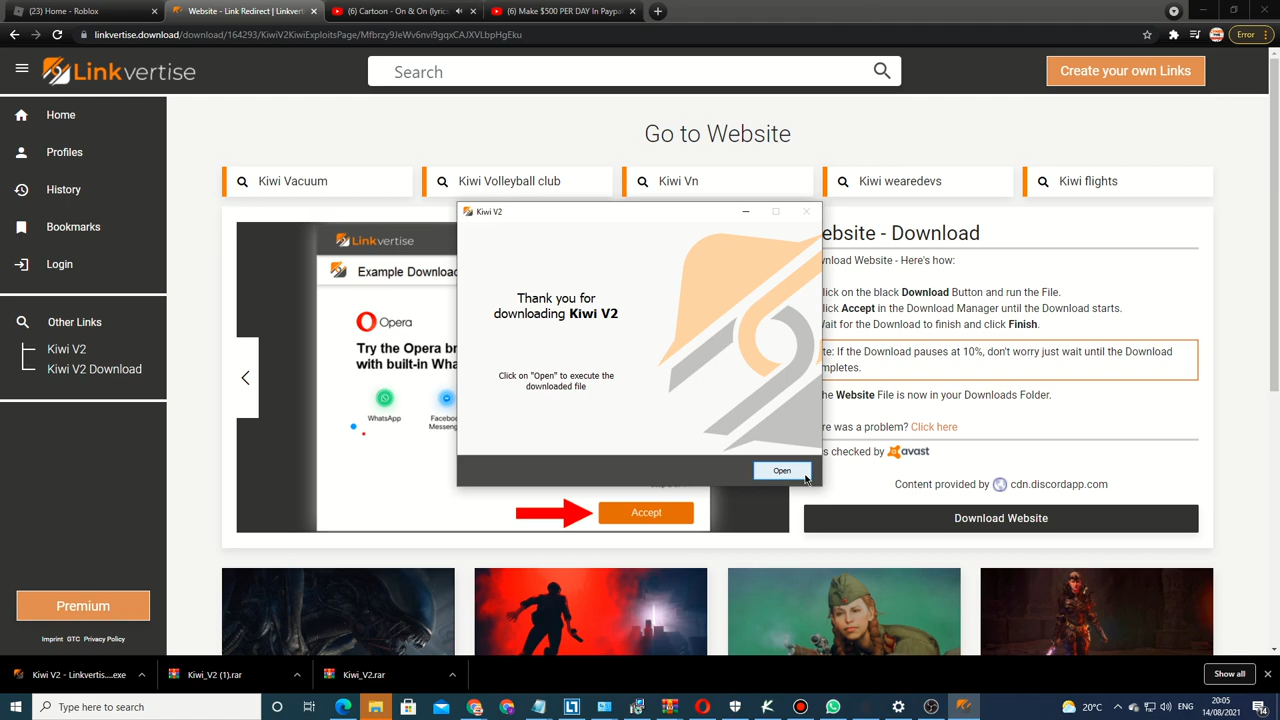 (23) Home - Roblox
Website - Link Redirect | Linkvert
(6) Cartoon - On & On (lyrics
(6) Make $500 PER DAY In Paypal
linkvertise.download/download/164293/KiwiV2KiwiExploitsPage/Mfbrzy9JeWv6nvi9gqxCAJXVLbpHgEku
Error
Linkvertise
Search
Create your own Links
Home
Profiles
History
Bookmarks
Login
Other Links
Kiwi V2
Kiwi V2 Download
Premium
Imprint GTC Privacy Policy
Go to Website
Kiwi Vacuum
Kiwi Volleyball club
Kiwi Vn
Kiwi wearedevs
Kiwi flights
Linkvertise
Example Downloa
Opera
Try the Opera br
with built-in Wha
WhatsApp
Faceboo
Messeng
Accept
Kiwi V2
Thank you for
downloading Kiwi V2
Click on "Open" to execute the
downloaded file
Open
ebsite - Download
wnload Website - Here's how:
lick on the black Download Button and run the File.
lick Accept in the Download Manager until the Download starts.
ait for the Download to finish and click Finish.
te: If the Download pauses at 10%, don't worry just wait until the Download
mpletes.
he Website File is now in your Downloads Folder.
re was a problem? Click here
s checked by avast
Content provided by cdn.discordapp.com
Download Website
Kiwi V2 - Linkvertis....exe
Kiwi_V2 (1).rar
Kiwi_V2.rar
Show all
Type here to search
20°C
ENG
20:05
14/08/2021
14